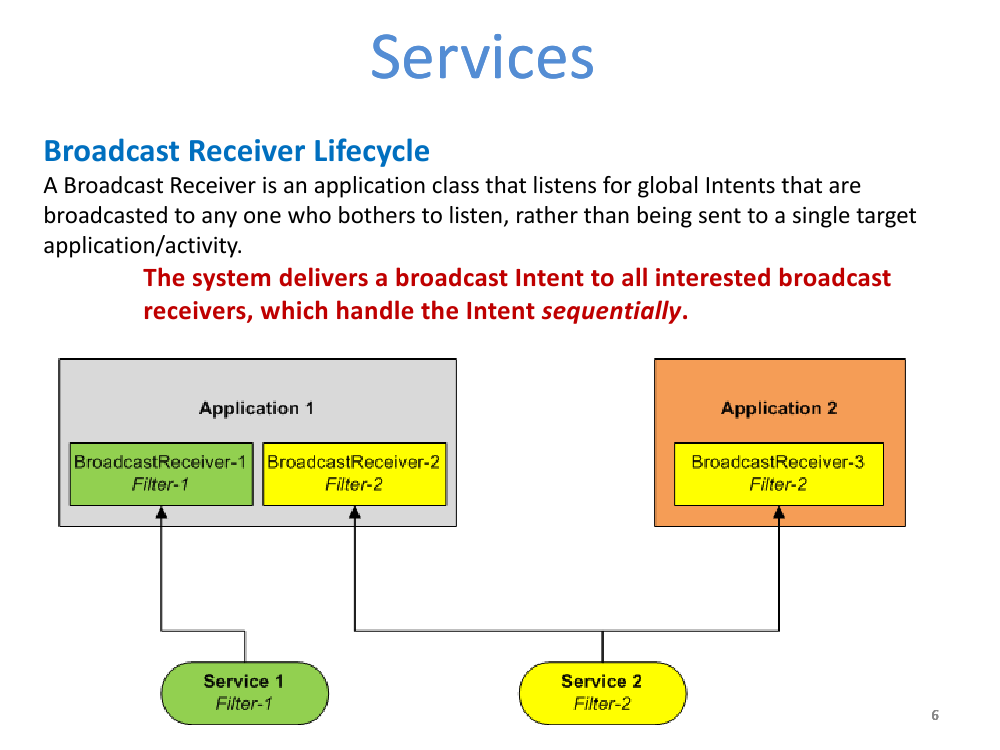 Services
Broadcast Receiver Lifecycle
A Broadcast Receiver is an application class that listens for global Intents that are
broadcasted to any one who bothers to listen, rather than being sent to a single target
application/activity.
The system delivers a broadcast Intent to all interested broadcast
receivers, which handle the Intent sequentially.
Application 1
BroadcastReceiver-1
Filter-1
BroadcastReceiver-2
Filter-2
Application 2
BroadcastReceiver-3
Filter-2
Service 1
Filter-1
Service 2
Filter-2
6